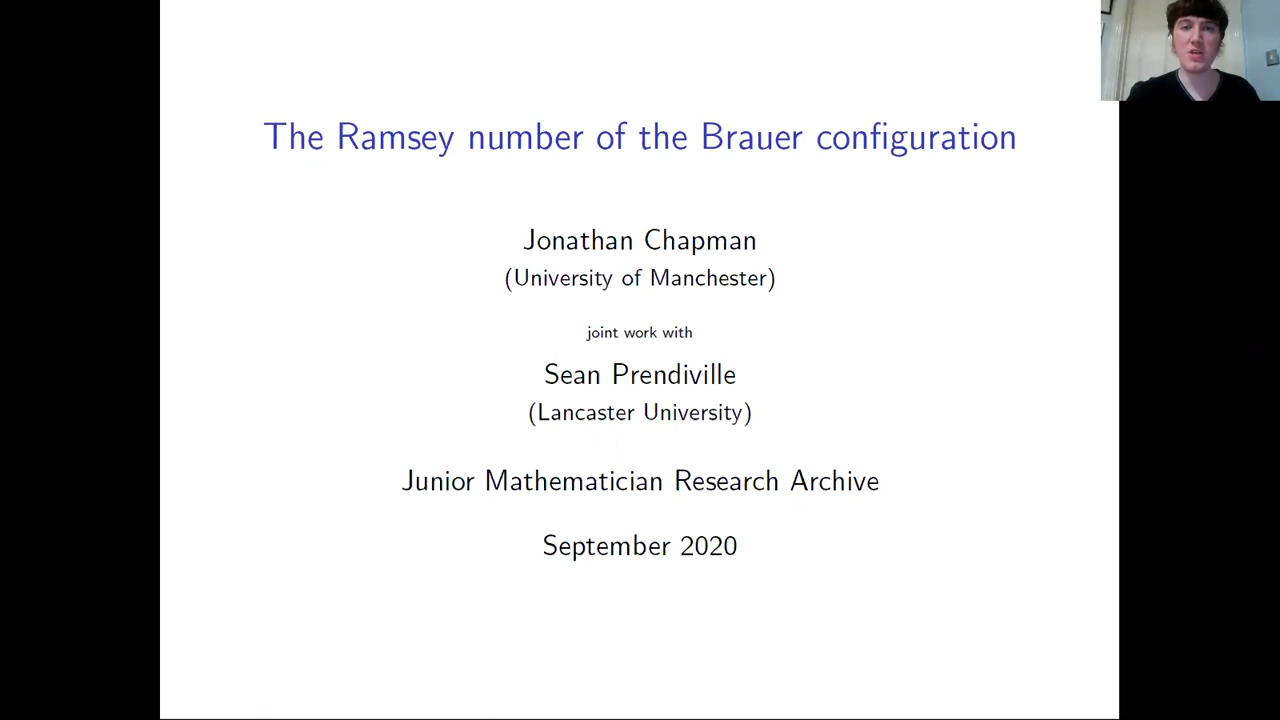 The Ramsey number of the Brauer configuration
Jonathan Chapman
(University of Manchester)
joint work with
Sean Prendiville
(Lancaster University)
Junior Mathematician Research Archive
September 2020